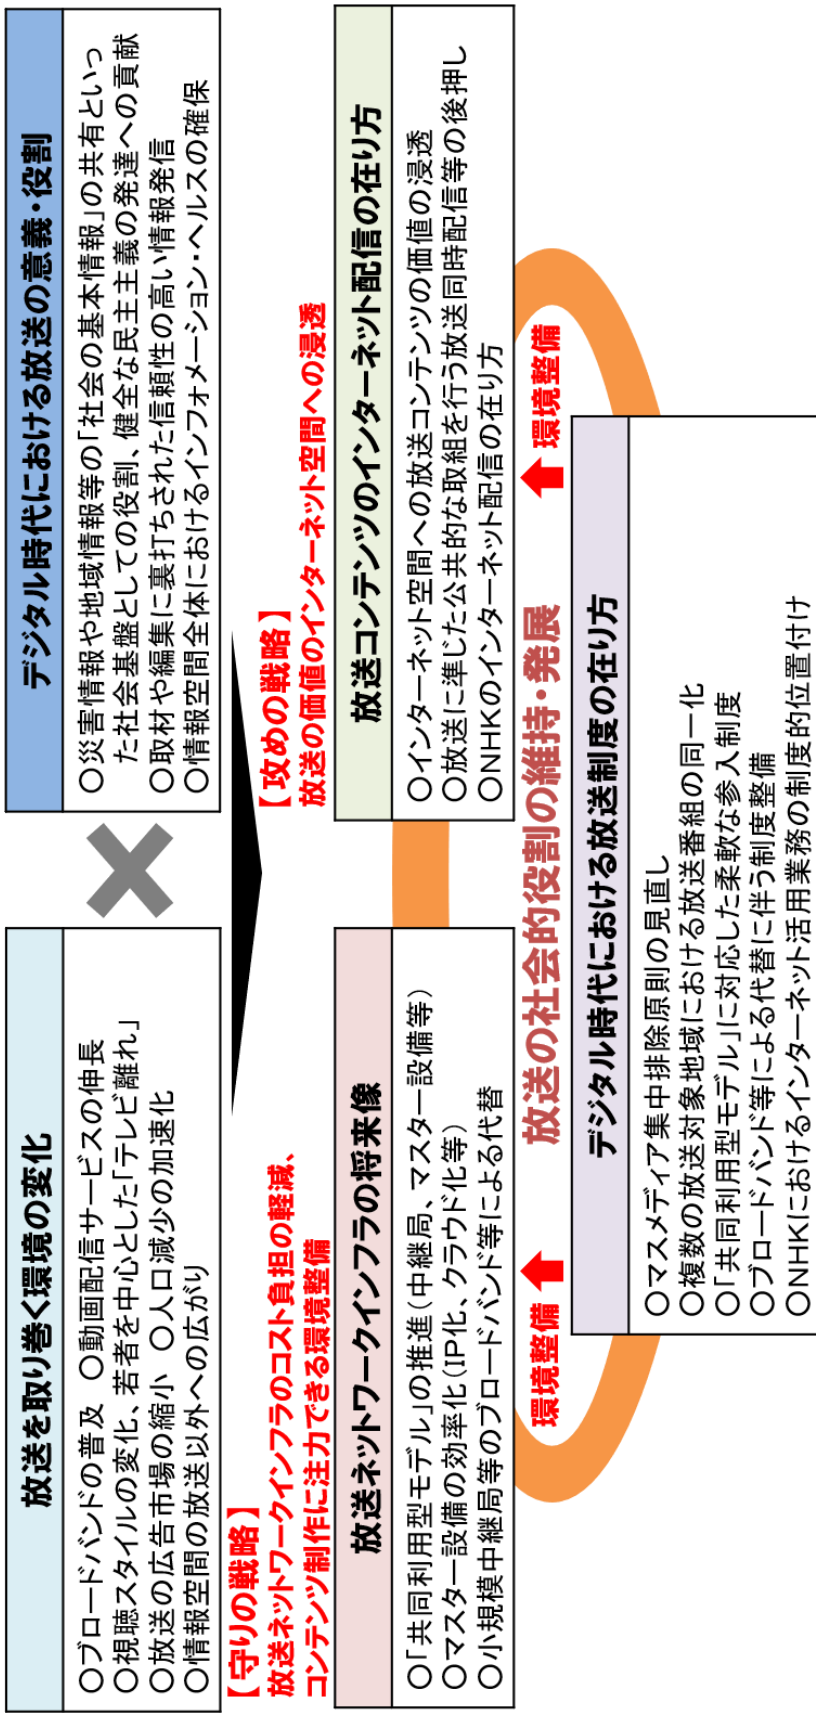 放送を取り巻く環境の変化
○ブロードバンドの普及 ○動画配信サービスの伸長
○視聴スタイルの変化、若者を中心とした「テレビ離れ」
○放送の広告市場の縮小 ○人口減少の加速化
○情報空間の放送以外への広がり
デジタル時代における放送の意義・役割
○災害情報や地域情報等の「社会の基本情報」の共有といっ
た社会基盤としての役割、健全な民主主義の発達への貢献
○取材や編集に裏打ちされた信頼性の高い情報発信
○情報空間全体におけるインフォメーション・ヘルスの確保
【守りの戦略】
放送ネットワークインフラのコスト負担の軽減、
コンテンツ制作に注力できる環境整備
【攻めの戦略】
放送の価値のインターネット空間への浸透
放送ネットワークインフラの将来像
○「共同利用型モデル」の推進(中継局、マスター設備等)
○マスター設備の効率化(IP化、クラウド化等)
○小規模中継局等のブロードバンド等による代替
放送コンテンツのインターネット配信の在り方
○インターネット空間への放送コンテンツの価値の浸透
○放送に準じた公共的な取組を行う放送同時配信等の後押し
○NHKのインターネット配信の在り方
放送の社会的役割の維持・発展
環境整備
環境整備
デジタル時代における放送制度の在り方
○マスメディア集中排除原則の見直し
○複数の放送対象地域における放送番組の同一化
○「共同利用型モデル」に対応した柔軟な参入制度
○ブロードバンド等による代替に伴う制度整備
○NHKにおけるインターネット活用業務の制度的位置付け